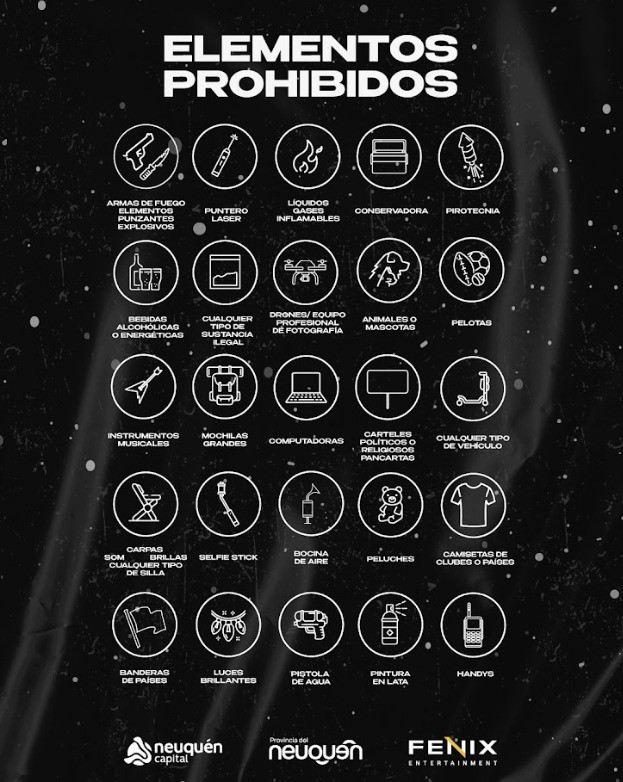 ELEMENTOS
PROHIBIDOS
ARMAS DE FUEGO
ELEMENTOS
PUNZANTES
EXPLOSIVOS
PUNTERO
LASER
LÍQUIDOS
GASES
INFLAMABLES
CONSERVADORA
PIROTECNIA
BEBIDAS
ALCOHÓLICAS
O ENERGÉTICAS
CUALQUIER
TIPO DE
SUSTANCIA
ILEGAL
DRONES/ EQUIPO
PROFESIONAL
DE FOTOGRAFÍA
ANIMALES O
MASCOTAS
PELOTAS
INSTRUMENTOS
MUSICALES
MOCHILAS
GRANDES
COMPUTADORAS
CARTELES
POLÍTICOS O
RELIGIOSOS
PANCARTAS
CUALQUIER TIPO
DE VEHÍCULO
CARPAS
SOM BRILLAS
CUALQUIER TIPO
DE SILLA
SELFIE STICK
BOCINA
DE AIRE
PELUCHES
CAMISETAS DE
CLUBES O PAÍSES
BANDERAS
DE PAÍSES
LUCES
BRILLANTES
PISTOLA
DE AGUA
PINTURA
EN LATA
HANDYS
neuquén
capital
Provincia del
neuquén
FENIX
ENTERTAINMENT